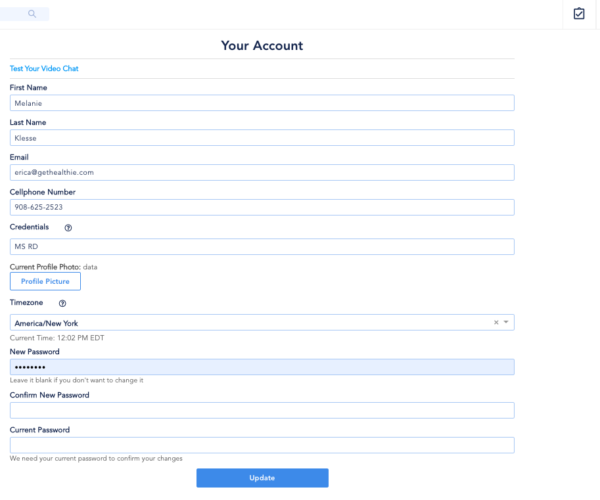 Your Account
Test Your Video Chat
First Name
Melanie
Last Name
Klesse
Email
erica@gethealthie.com
Cellphone Number
908-625-2523
Credentials ?
MS RD
Current Profile Photo: data
Profile Picture
Timezone ?
America/New York ×
Current Time: 12:02 PM EDT
New Password
••••••••
Leave it blank if you don't want to change it
Confirm New Password
Current Password
We need your current password to confirm your changes
Update